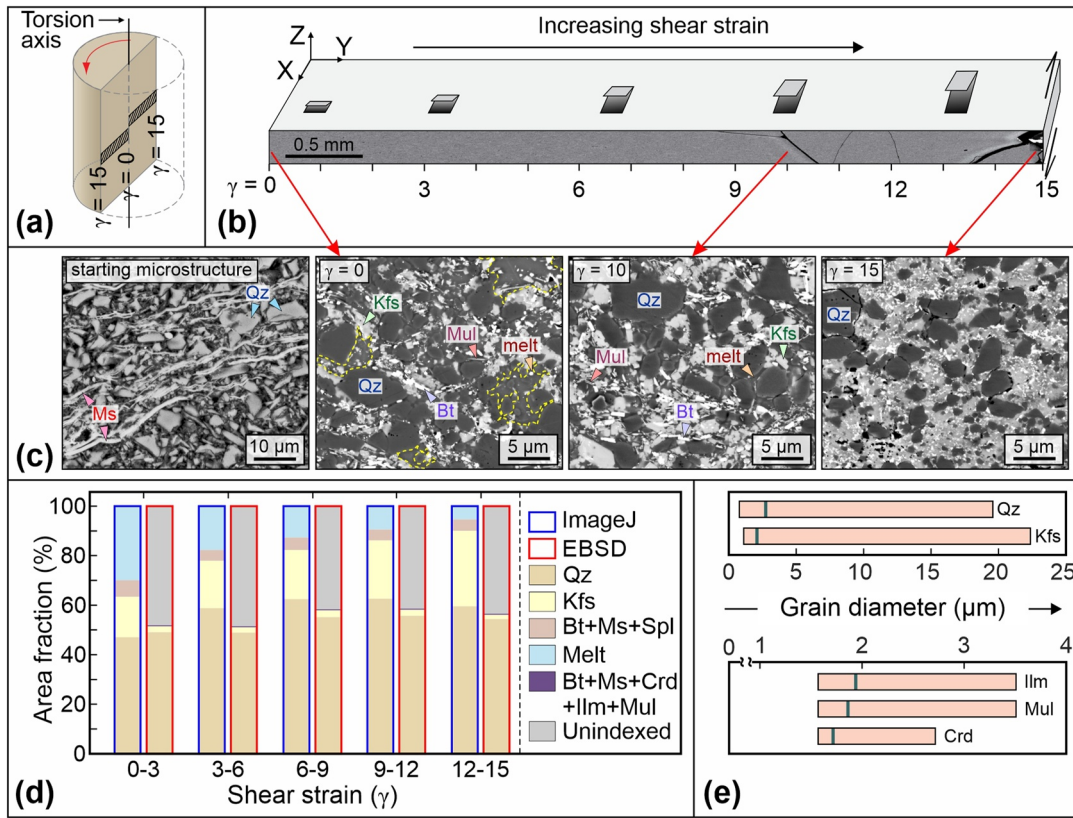 Torsion
axis
γ = 15
γ = 0
γ = 15
(a)
Increasing shear strain
Z
Y
X
0.5 mm
γ = 0
3
6
9
12
15
(b)
starting microstructure
Qz
Ms
10 µm
γ = 0
Kfs
Mul
melt
Qz
Bt
5 µm
γ = 10
Qz
Kfs
Mul
melt
Bt
5 µm
γ = 15
Qz
5 µm
(c)
100
80
60
40
20
0
Area fraction (%)
0-3
3-6
6-9
9-12
12-15
Shear strain (γ)
ImageJ
EBSD
Qz
Kfs
Bt+Ms+Spl
Melt
Bt+Ms+Crd
+Ilm+Mul
Unindexed
(d)
Qz
Kfs
0 5 10 15 20 25
Grain diameter (µm)
0 1 2 3 4
Ilm
Mul
Crd
(e)